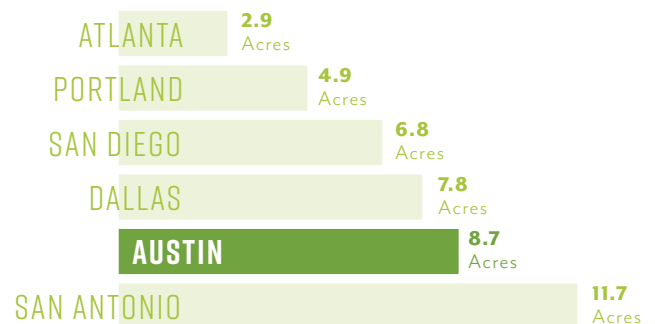 ATLANTA
2.9
Acres
PORTLAND
4.9
Acres
SAN DIEGO
6.8
Acres
DALLAS
7.8
Acres
AUSTIN
8.7
Acres
SAN ANTONIO
11.7
Acres